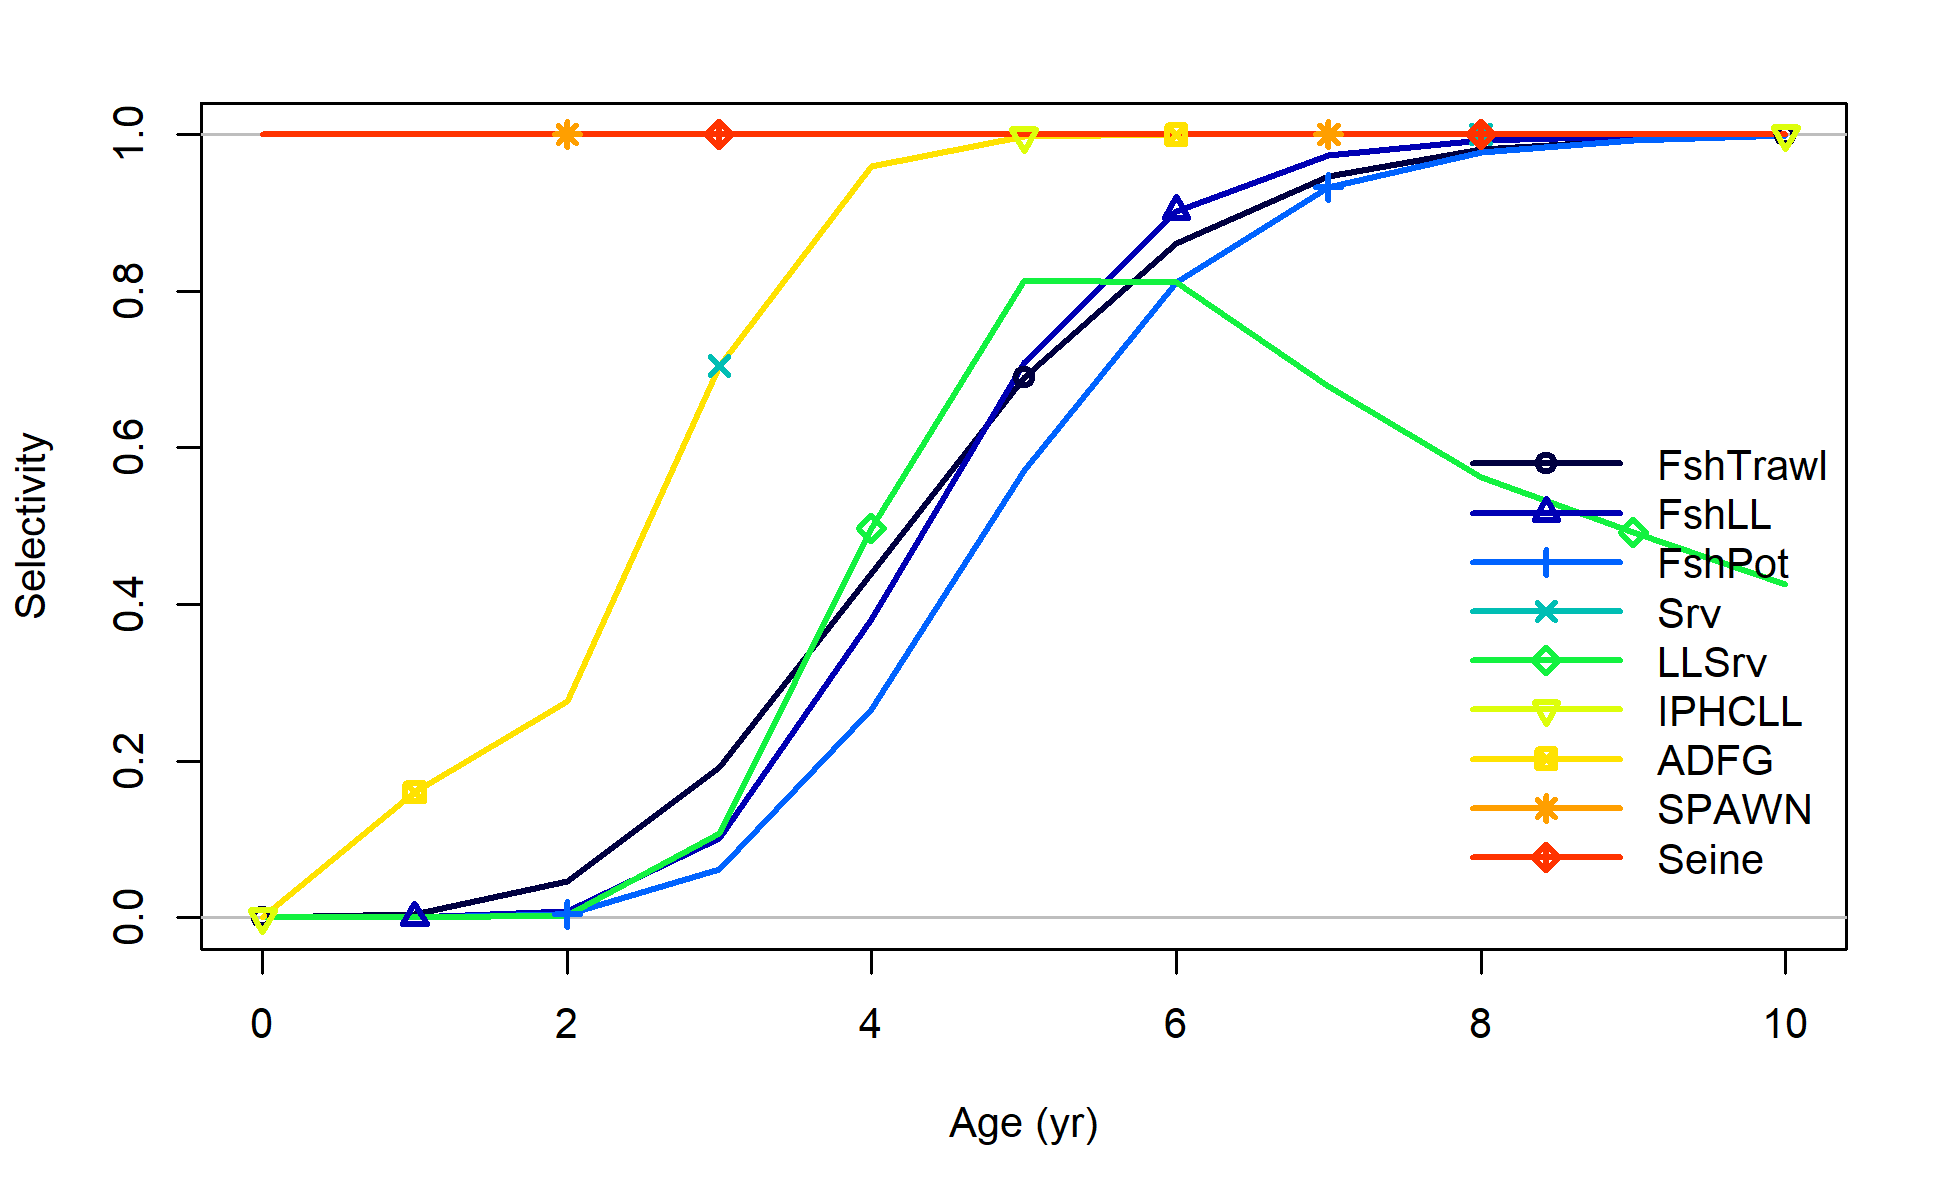 1.0
0.8
0.6
0.4
0.2
0.0
Selectivity
FshTrawl
FshLL
FshPot
Srv
LLSrv
IPHCLL
ADFG
SPAWN
Seine
0 2 4 6 8 10
Age (yr)